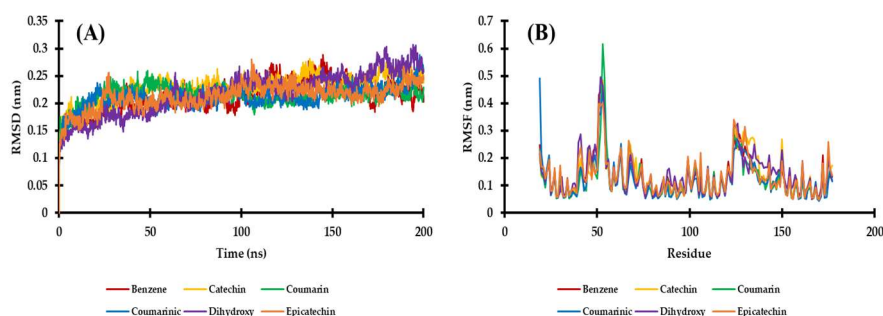 (A)
RMSD (nm)
0.35
0.3
0.25
0.2
0.15
0.1
0.05
0
0 50 100 150 200
Time (ns)
Benzene Catechin Coumarin
Coumarinic Dihydroxy Epicatechin
(B)
RMSF (nm)
0.7
0.6
0.5
0.4
0.3
0.2
0.1
0
0 50 100 150 200
Residue
Benzene Catechin Coumarin
Coumarinic Dihydroxy Epicatechin